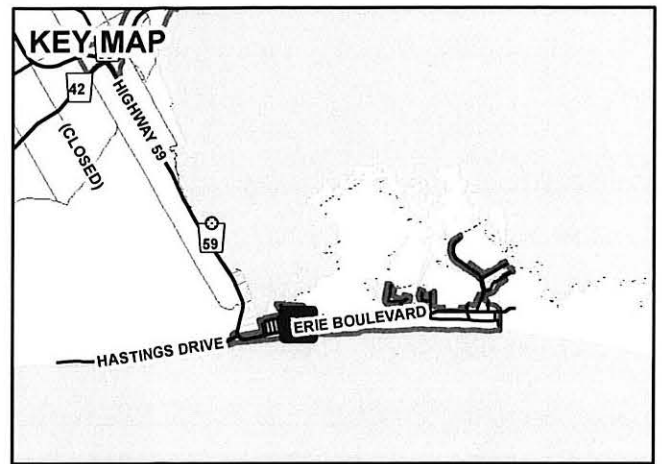 KEY MAP
42
HIGHWAY 59
(CLOSED)
59
ERIE BOULEVARD
HASTINGS DRIVE